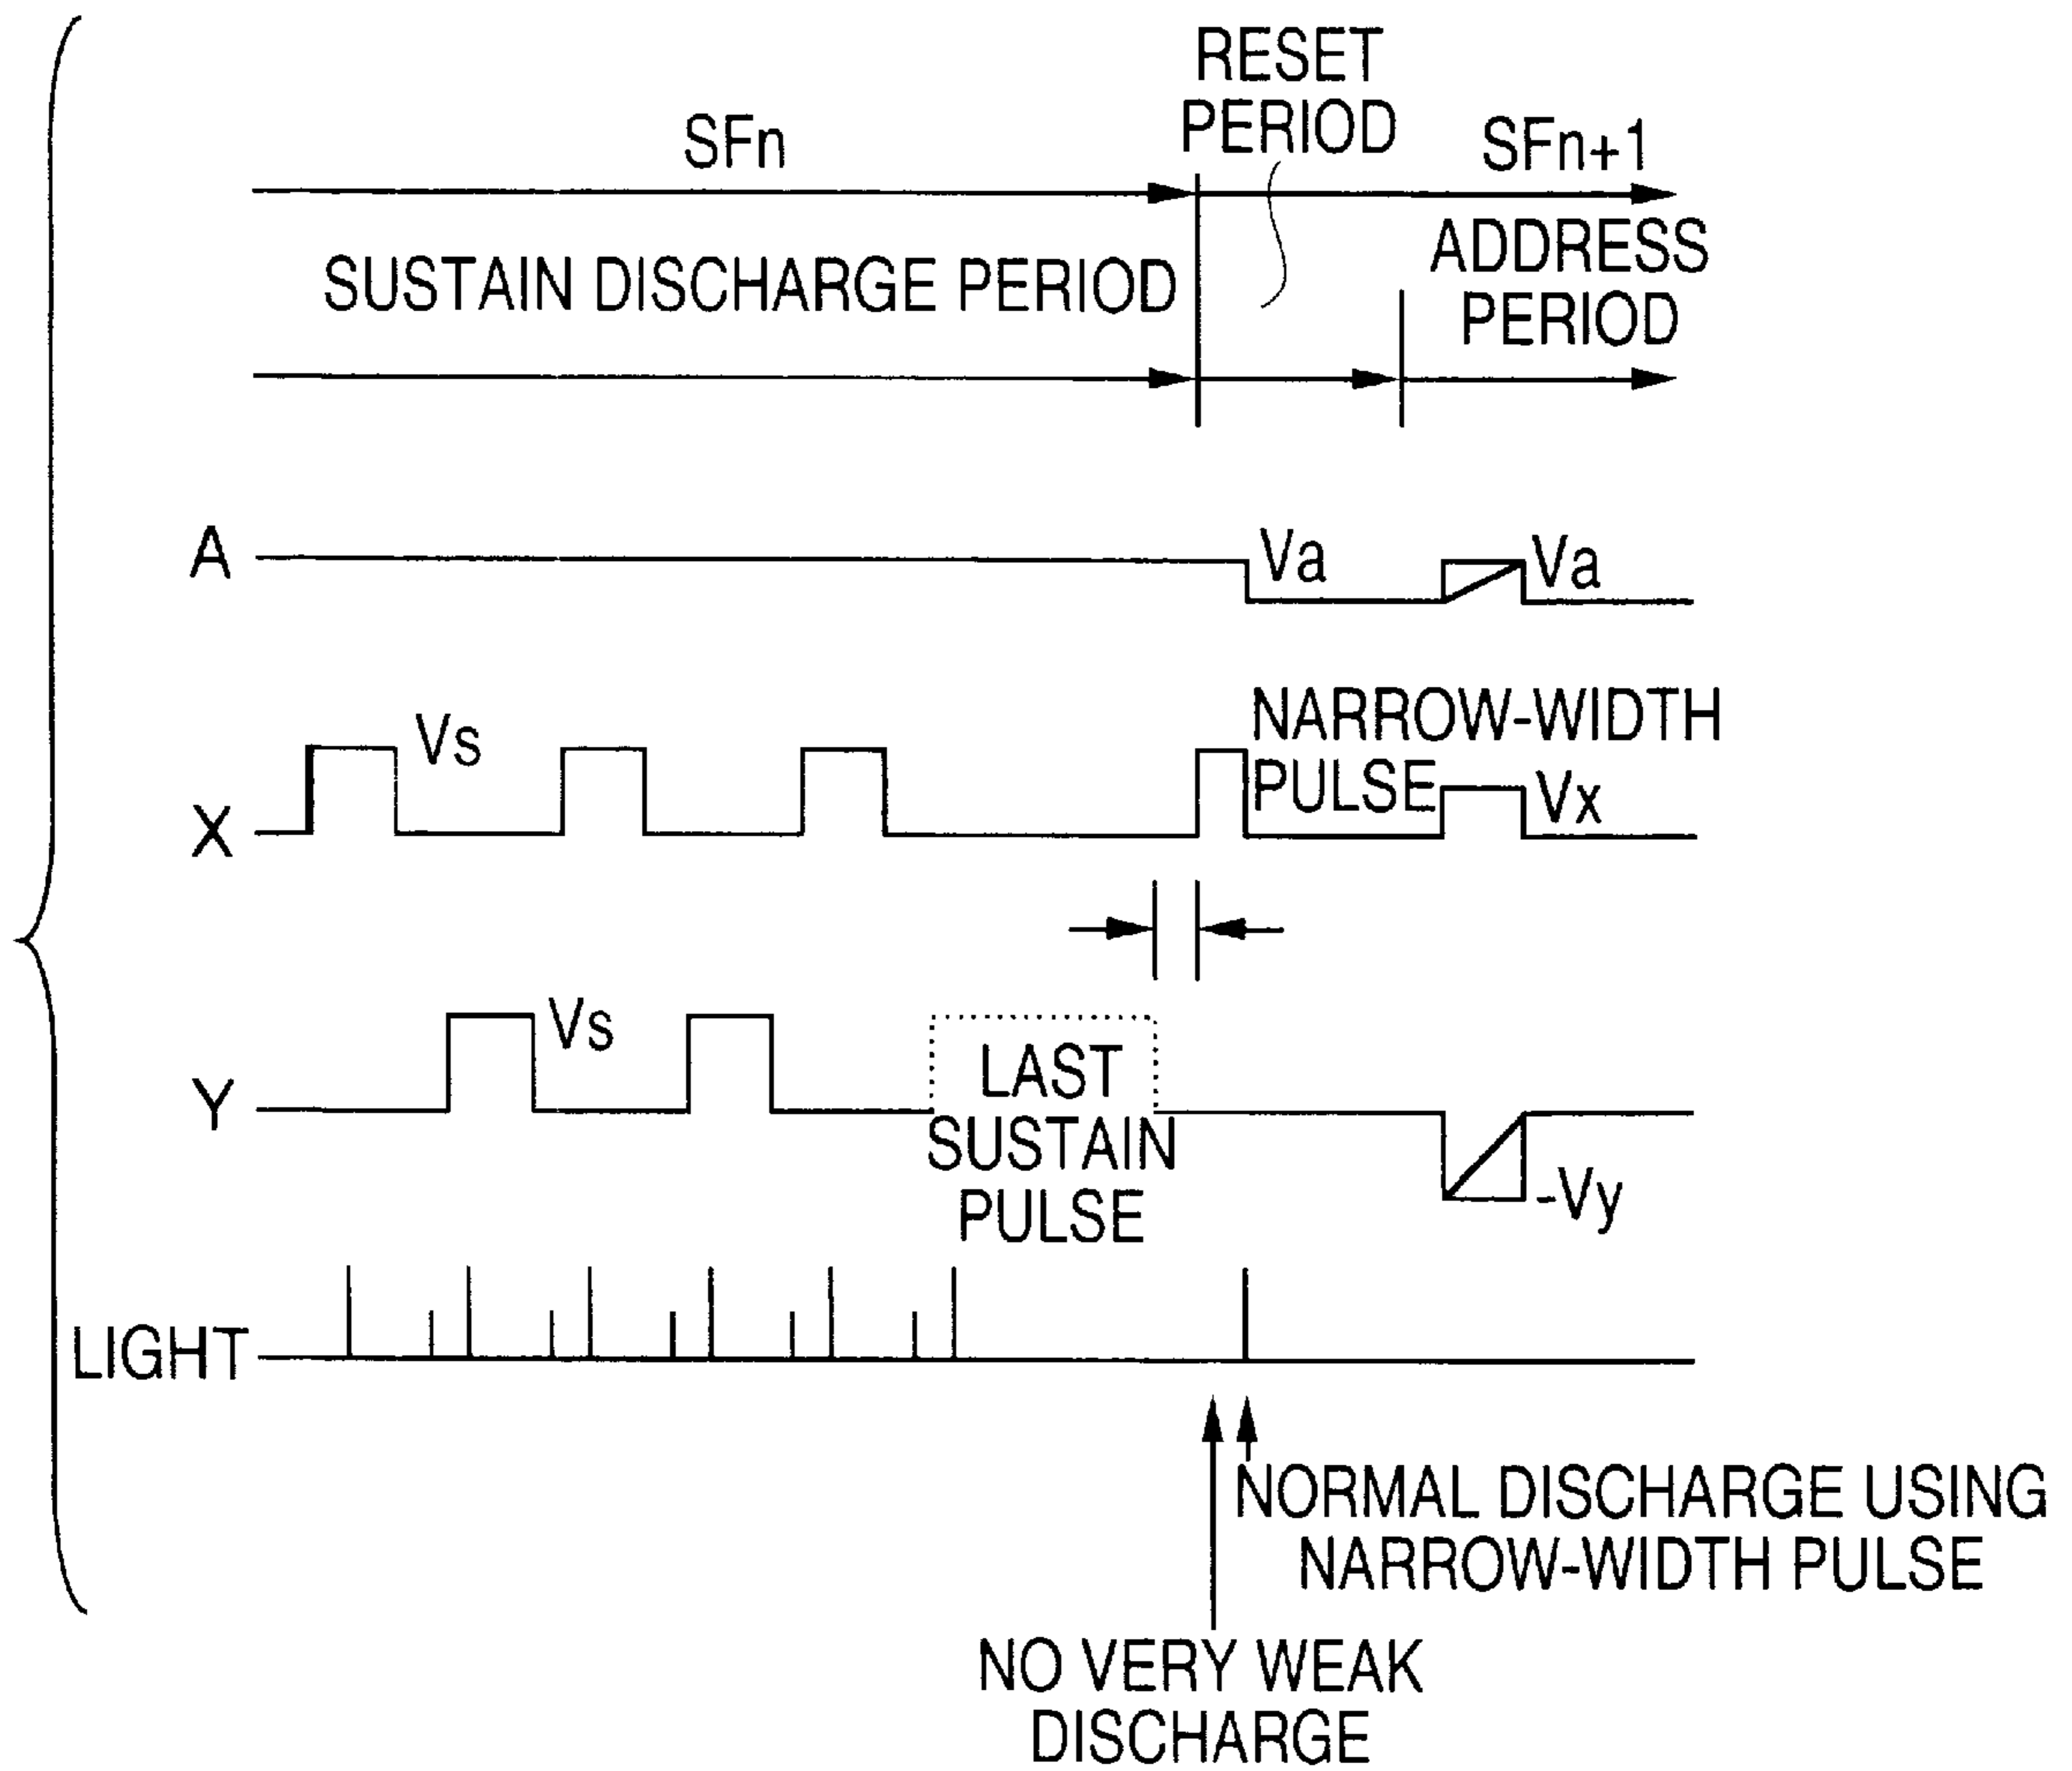 RESET
PERIOD
SFn
SFn+1
SUSTAIN DISCHARGE PERIOD
ADDRESS
PERIOD
A
Va
Va
NARROW-WIDTH
PULSE
X
Vs
Vx
Y
Vs
LAST
SUSTAIN
PULSE
-Vy
LIGHT
NORMAL DISCHARGE USING
NARROW-WIDTH PULSE
NO VERY WEAK
DISCHARGE